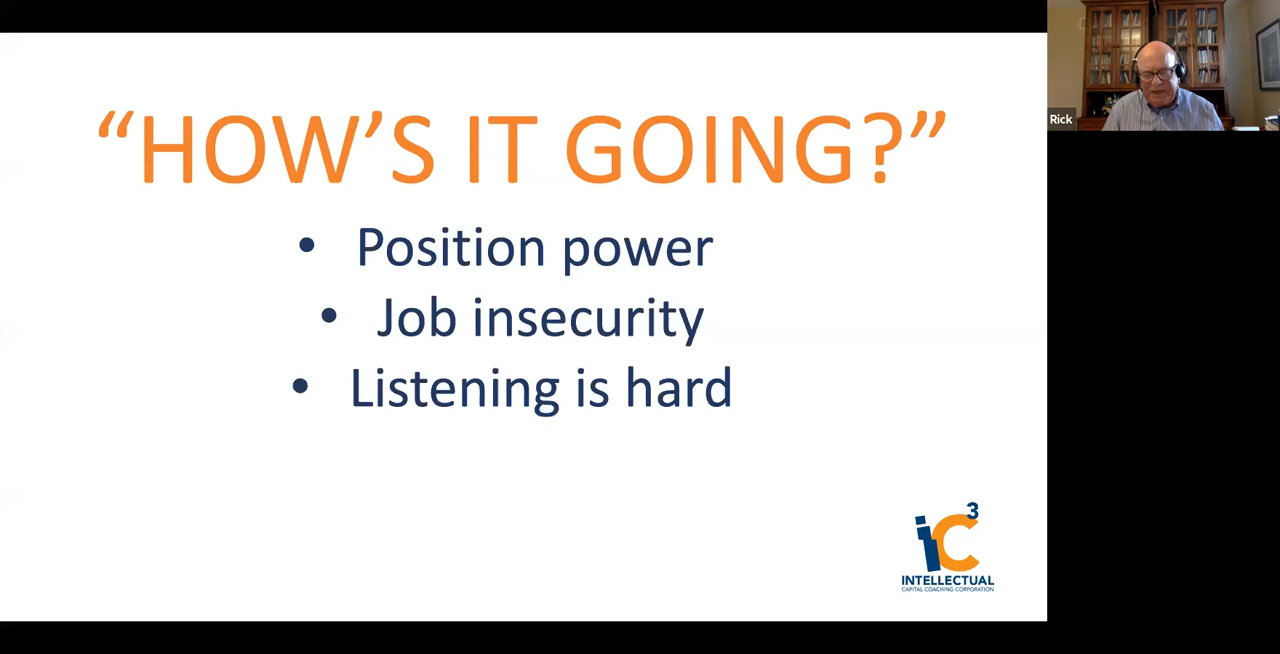 “HOW’S IT GOING?”
• Position power
• Job insecurity
• Listening is hard
iC3
INTELLECTUAL
CAPITAL COACHING CORPORATION
Rick